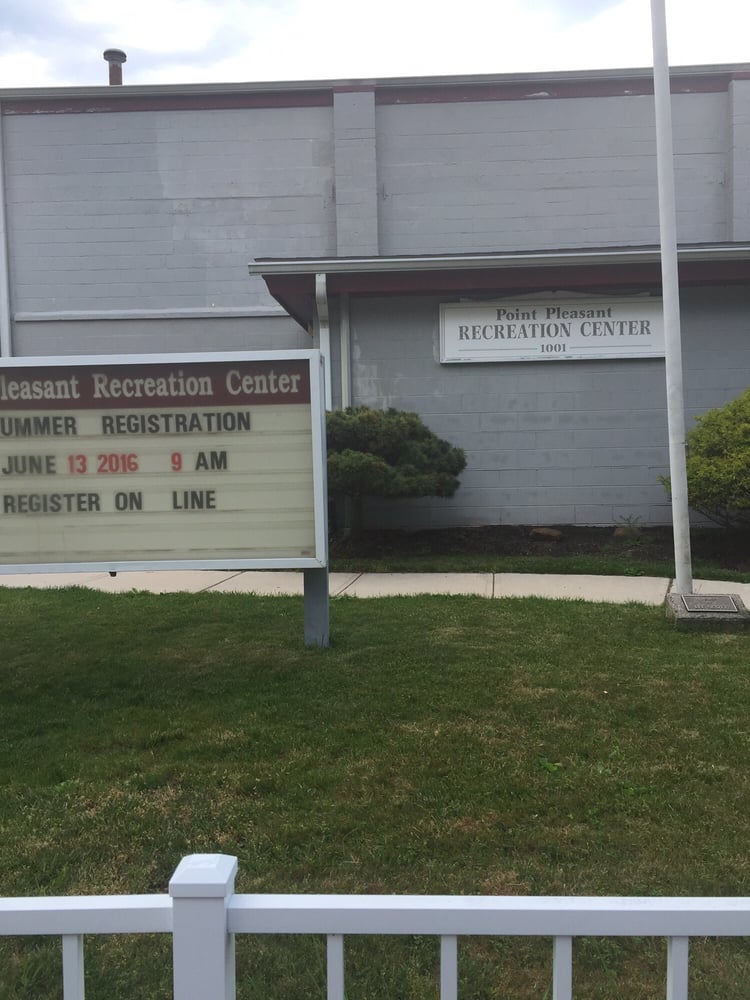 leasant Recreation Center
UMMER REGISTRATION
JUNE 13 2016 9 AM
REGISTER ON LINE
Point Pleasant
RECREATION CENTER
1001